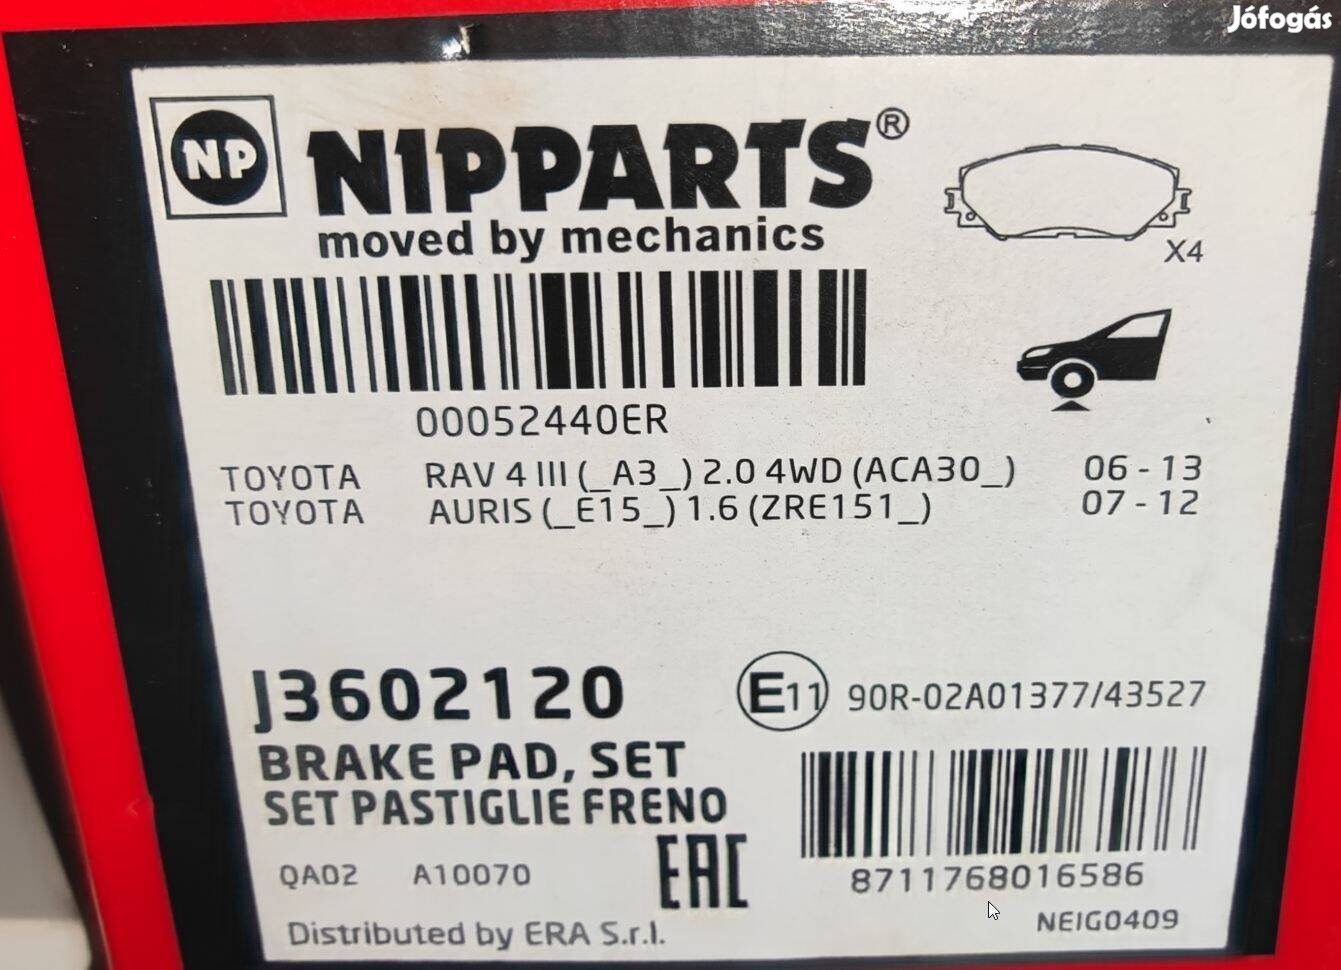 Jófogás
NP
NIPPARTS®
moved by mechanics
X4
00052440ER
TOYOTA RAV 4 III (_A3_) 2.0 4WD (ACA30_) 06 - 13
TOYOTA AURIS (_E15_) 1.6 (ZRE151_) 07 - 12
J3602120
E11 90R-02A01377/43527
BRAKE PAD, SET
SET PASTIGLIE FRENO
QA02 A10070
EAC
8711768016586
NEIG0409
Distributed by ERA S.r.l.